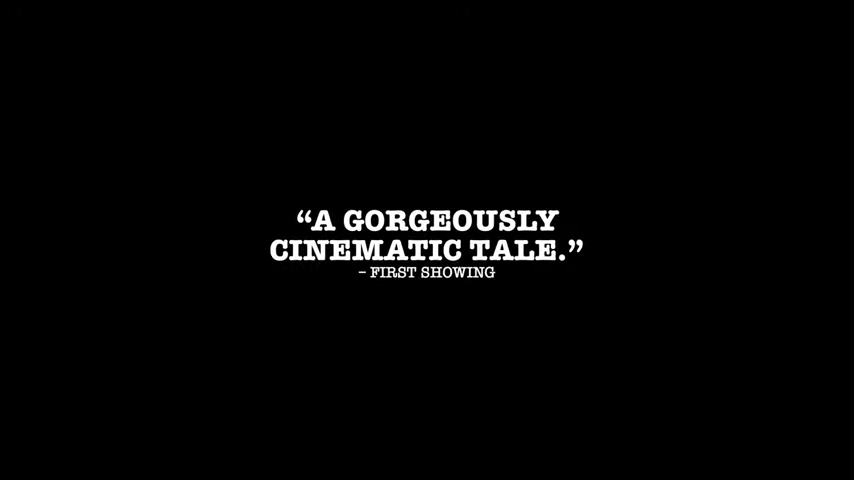 “A GORGEOUSLY
CINEMATIC TALE.”
– FIRST SHOWING